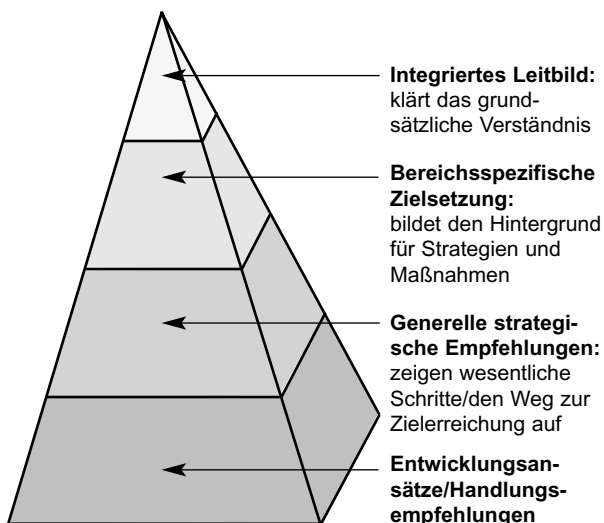 Integriertes Leitbild:
klärt das grund-
sätzliche Verständnis
Bereichsspezifische
Zielsetzung:
bildet den Hintergrund
für Strategien und
Maßnahmen
Generelle strategi-
sche Empfehlungen:
zeigen wesentliche
Schritte/den Weg zur
Zielerreichung auf
Entwicklungsan-
sätze/Handlungs-
empfehlungen